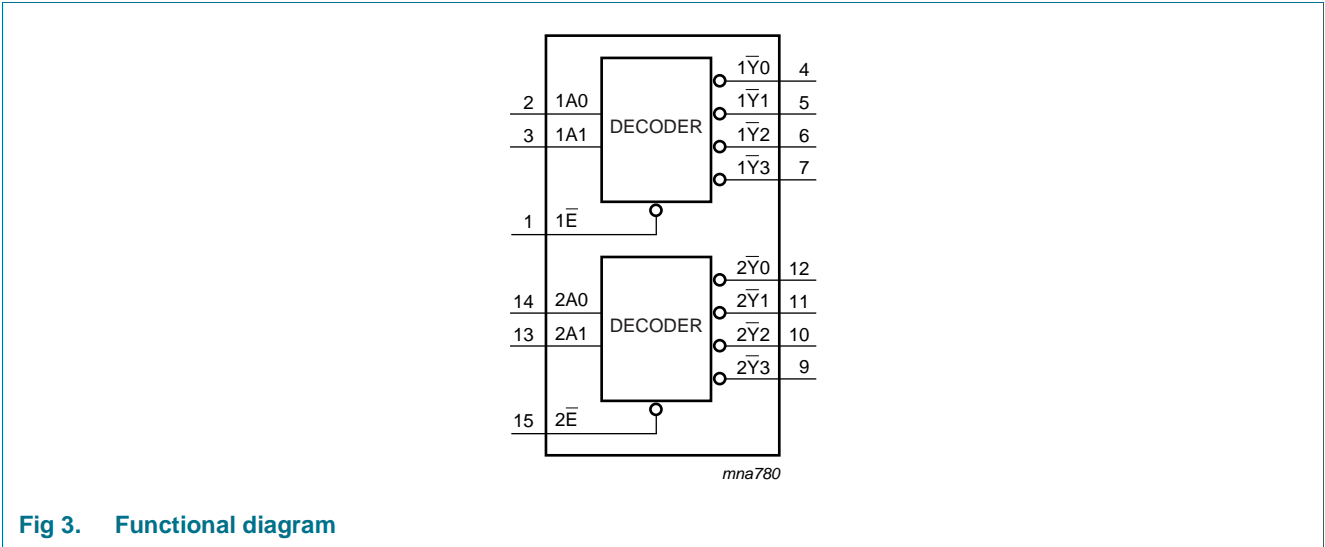 1Y̅0 4
2 1A0 1Y̅1 5
DECODER
3 1A1 1Y̅2 6
1Y̅3 7
1 1E̅
2Y̅0 12
14 2A0 2Y̅1 11
DECODER
13 2A1 2Y̅2 10
2Y̅3 9
15 2E̅
mna780
Fig 3. Functional diagram